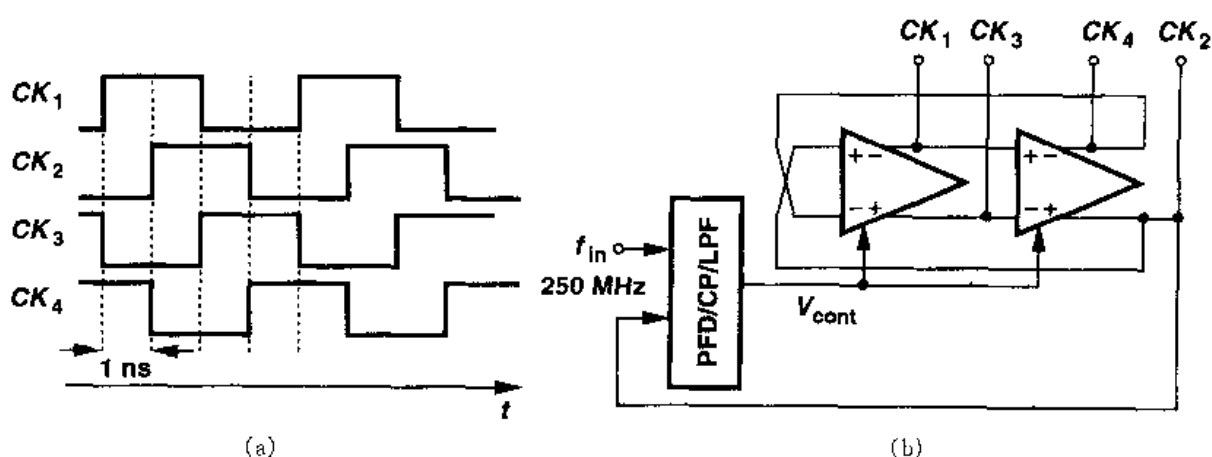 CK1
CK2
CK3
CK4
1 ns
t
(a)
CK1 CK3 CK4 CK2
+ -
- +
+ -
- +
fin
250 MHz
PFD/CP/LPF
Vcont
(b)